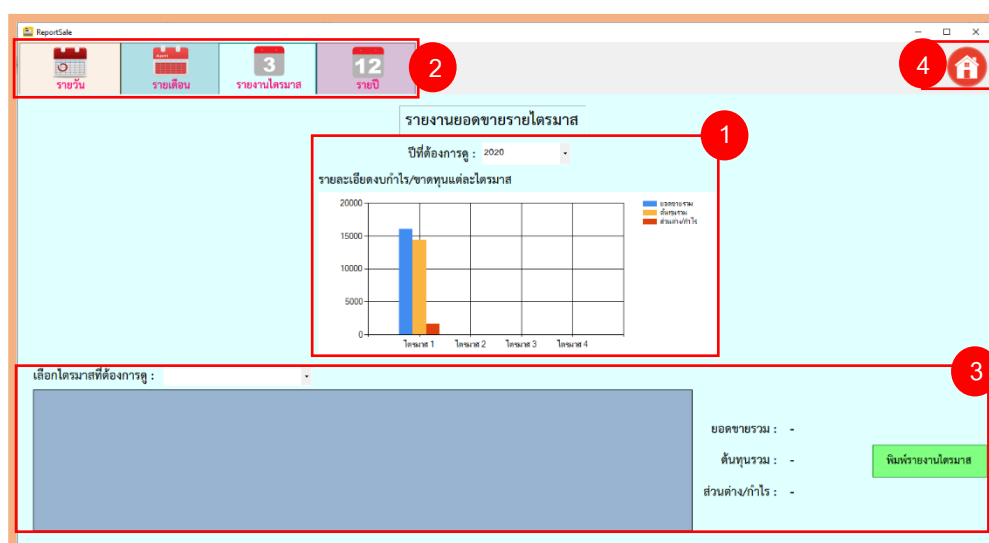 ReportSale
April
3
12
รายวัน
รายเดือน
รายงานไตรมาส
รายปี
2
4
รายงานยอดขายรายไตรมาส
1
ปีที่ต้องการดู : 2020
รายละเอียดงบกำไร/ขาดทุนแต่ละไตรมาส
20000
15000
10000
5000
0
ยอดขายรวม
ต้นทุนรวม
ส่วนต่าง/กำไร
ไตรมาส 1 ไตรมาส 2 ไตรมาส 3 ไตรมาส 4
3
เลือกไตรมาสที่ต้องการดู :
ยอดขายรวม : -
ต้นทุนรวม : -
ส่วนต่าง/กำไร : -
พิมพ์รายงานไตรมาส